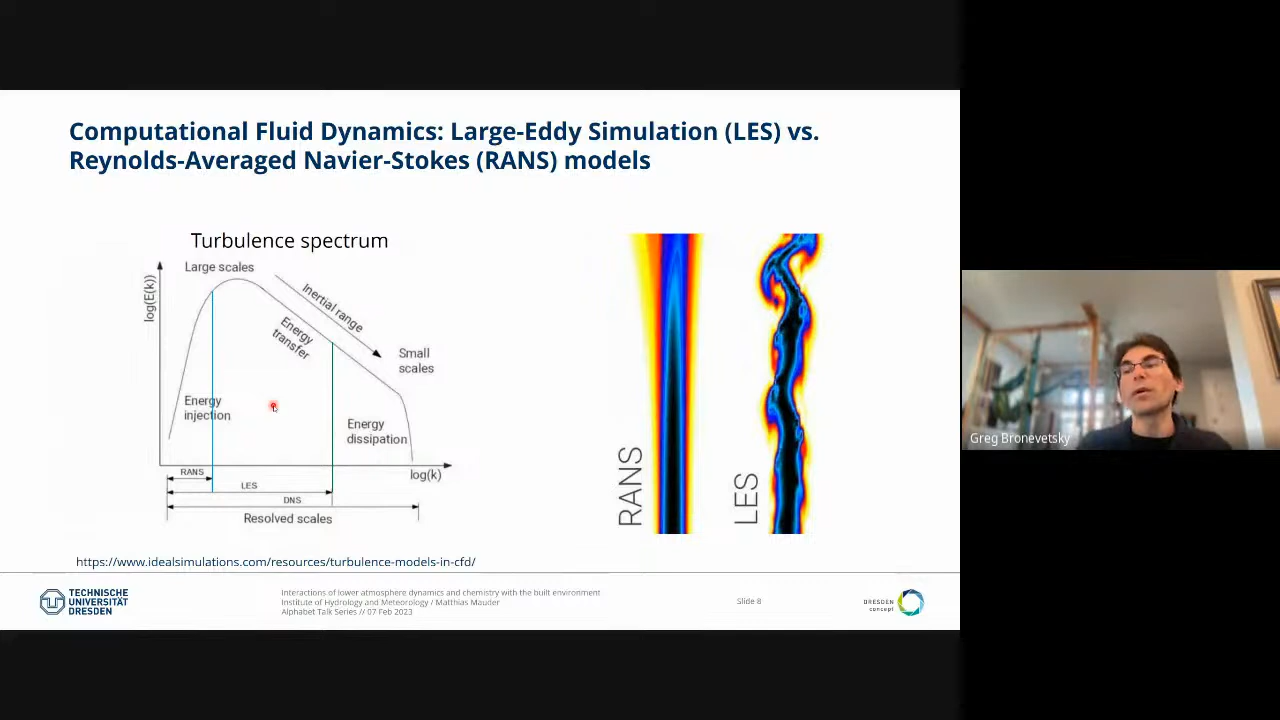 Computational Fluid Dynamics: Large-Eddy Simulation (LES) vs.
Reynolds-Averaged Navier-Stokes (RANS) models
Turbulence spectrum
Large scales
log(E(k))
Inertial range
Energy
transfer
Small
scales
Energy
injection
Energy
dissipation
RANS
log(k)
LES
DNS
Resolved scales
RANS
LES
https://www.idealsimulations.com/resources/turbulence-models-in-cfd/
TECHNISCHE
UNIVERSITÄT
DRESDEN
Interactions of lower atmosphere dynamics and chemistry with the built environment
Institute of Hydrology and Meteorology / Matthias Mauder
Alphabet Talk Series // 07 Feb 2023
Slide 8
DRESDEN
concept
Greg Bronevetsky